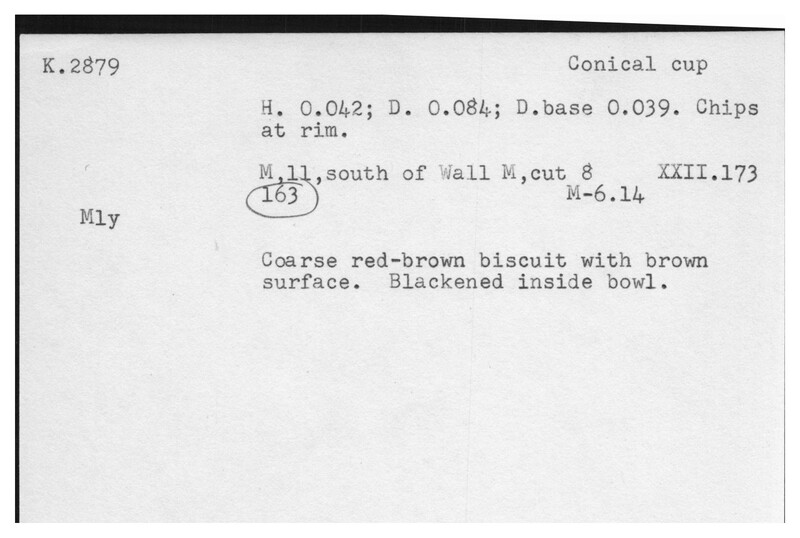 K.2879 Conical cup
H. 0.042; D. 0.084; D.base 0.039. Chips
at rim.
M,11,south of Wall M,cut 8 XXII.173
163 M-6.14
Mly
Coarse red-brown biscuit with brown
surface. Blackened inside bowl.